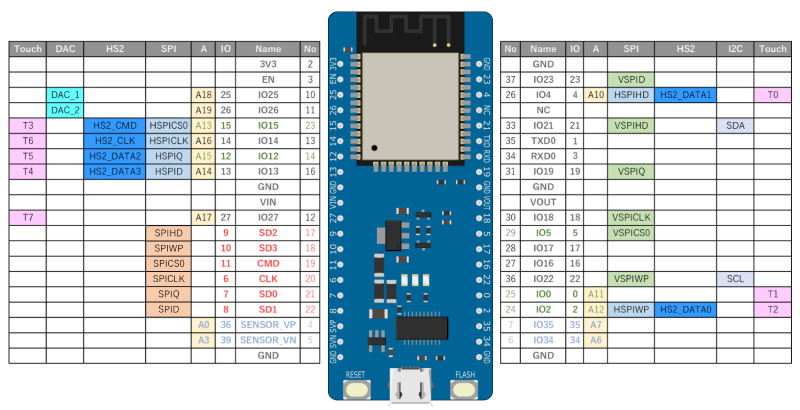 Touch DAC HS2 SPI A IO Name No
3V3 2
EN 3
DAC_1 A18 25 IO25 10
DAC_2 A19 26 IO26 11
T3 HS2_CMD HSPICS0 A13 15 IO15 23
T6 HS2_CLK HSPICLK A16 14 IO14 13
T5 HS2_DATA2 HSPIQ A15 12 IO12 14
T4 HS2_DATA3 HSPID A14 13 IO13 16
GND
VIN
T7 A17 27 IO27 12
SPIHD 9 SD2 17
SPIWP 10 SD3 18
SPICS0 11 CMD 19
SPICLK 6 CLK 20
SPIQ 7 SD0 21
SPID 8 SD1 22
A0 36 SENSOR_VP 4
A3 39 SENSOR_VN 5
GND
3V3
EN
25
26
15
14
12
13
GND
VIN
27
9
10
11
6
7
8
SVP
SVN
GND
RESET
GND
23
4
NC
21
TXD
RXD
19
GND
VOUT
18
5
17
16
22
0
2
35
34
GND
FLASH
No Name IO A SPI HS2 I2C Touch
GND
37 IO23 23 VSPID
26 IO4 4 A10 HSPIHD HS2_DATA1 T0
NC
33 IO21 21 VSPIHD SDA
35 TXD0 1
34 RXD0 3
31 IO19 19 VSPIQ
GND
VOUT
30 IO18 18 VSPICLK
29 IO5 5 VSPICS0
28 IO17 17
27 IO16 16
36 IO22 22 VSPIWP SCL
25 IO0 0 A11 T1
24 IO2 2 A12 HSPIWP HS2_DATA0 T2
7 IO35 35 A7
6 IO34 34 A6
GND